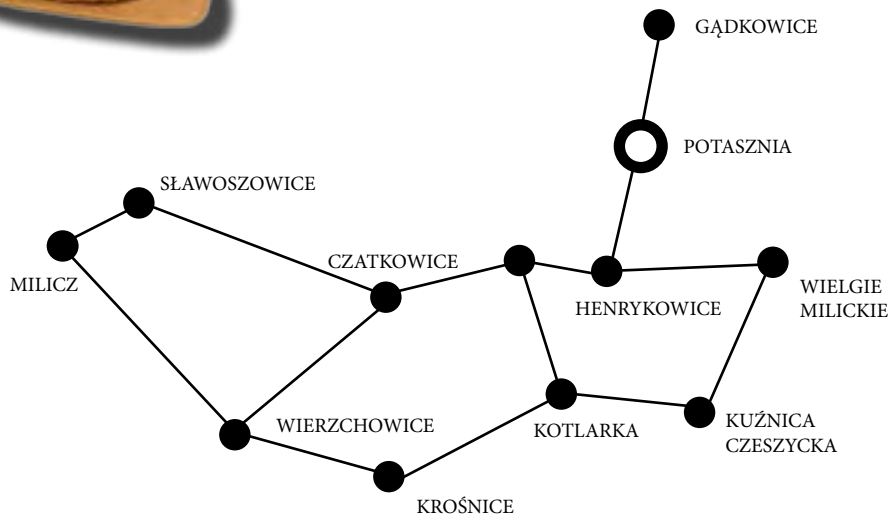 GĄDKOWICE
POTASZNIA
SŁAWOSZOWICE
CZATKOWICE
MILICZ
HENRYKOWICE
WIELGIE
MILICKIE
WIERZCHOWICE
KOTLARKA
KUŹNICA
CZESZYCKA
KROŚNICE